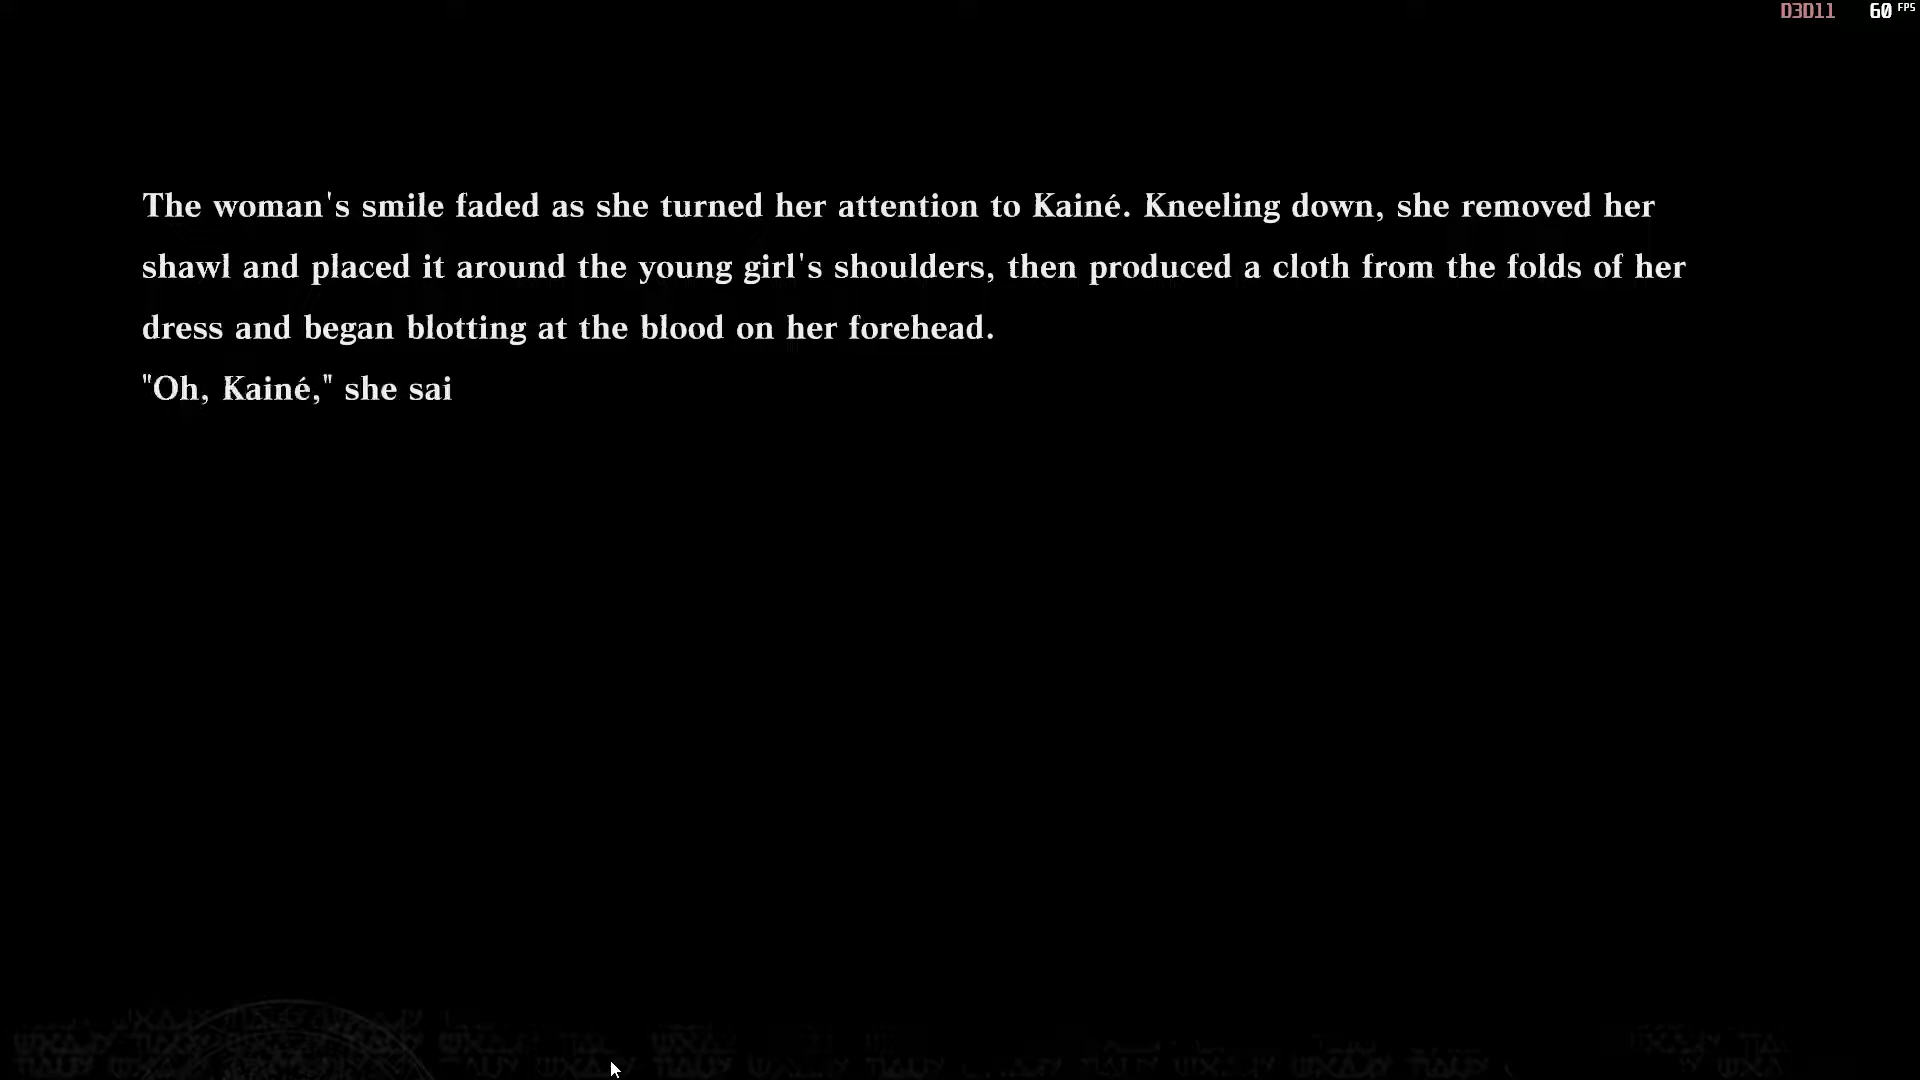 D3D11 60 FPS
The woman's smile faded as she turned her attention to Kainé. Kneeling down, she removed her
shawl and placed it around the young girl's shoulders, then produced a cloth from the folds of her
dress and began blotting at the blood on her forehead.
"Oh, Kainé," she sai